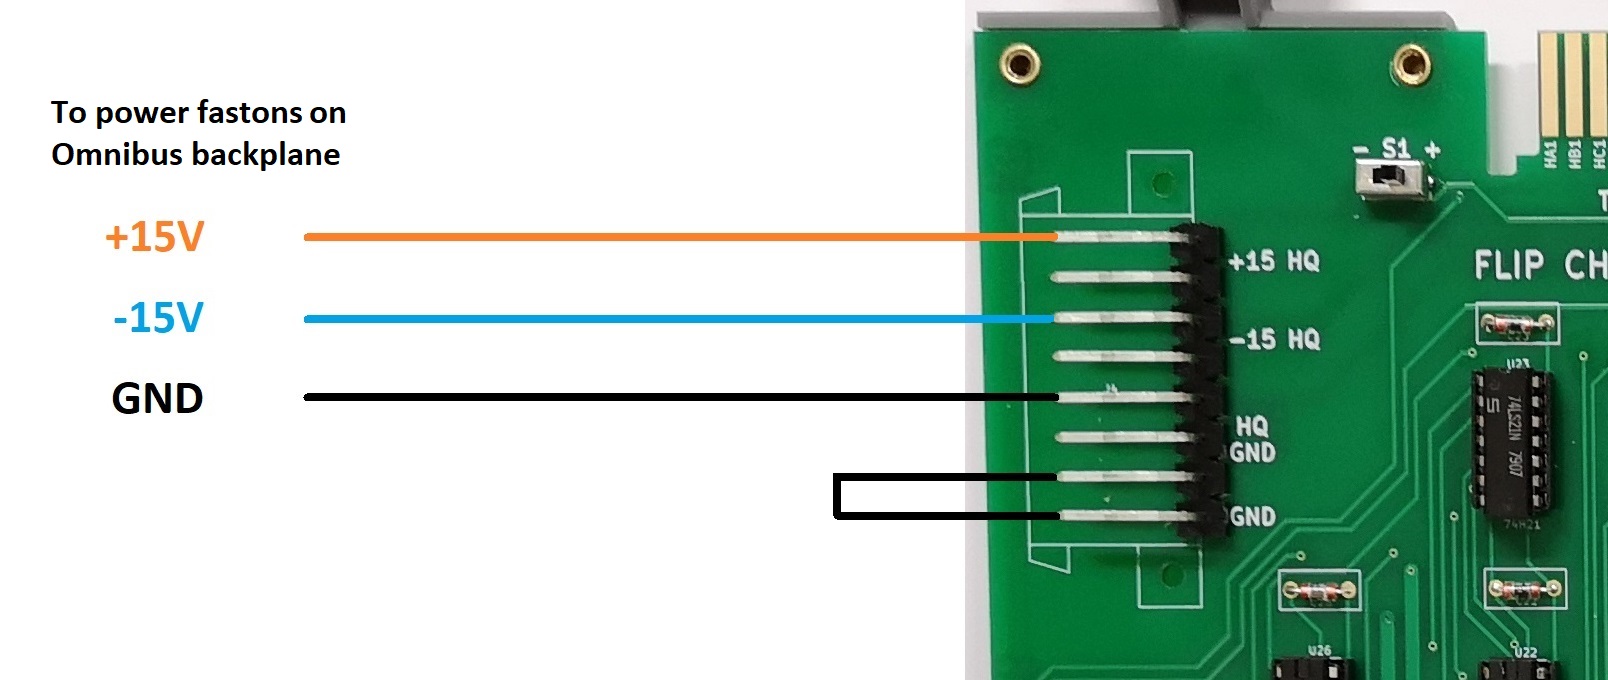 To power fastons on
Omnibus backplane
+15V
-15V
GND
- S1 +
HA1
HB1
HC1
FLIP CH
+15 HQ
-15 HQ
HQ
GND
GND
U23
S
74LS21N
7907
74H21
U26
U22